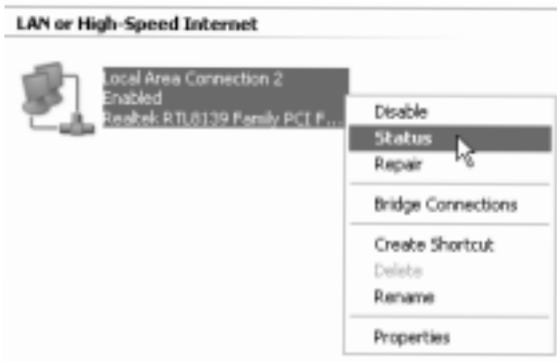 LAN or High-Speed Internet
Local Area Connection 2
Enabled
Realtek RTL8139 Family PCI F...
Disable
Status
Repair
Bridge Connections
Create Shortcut
Delete
Rename
Properties